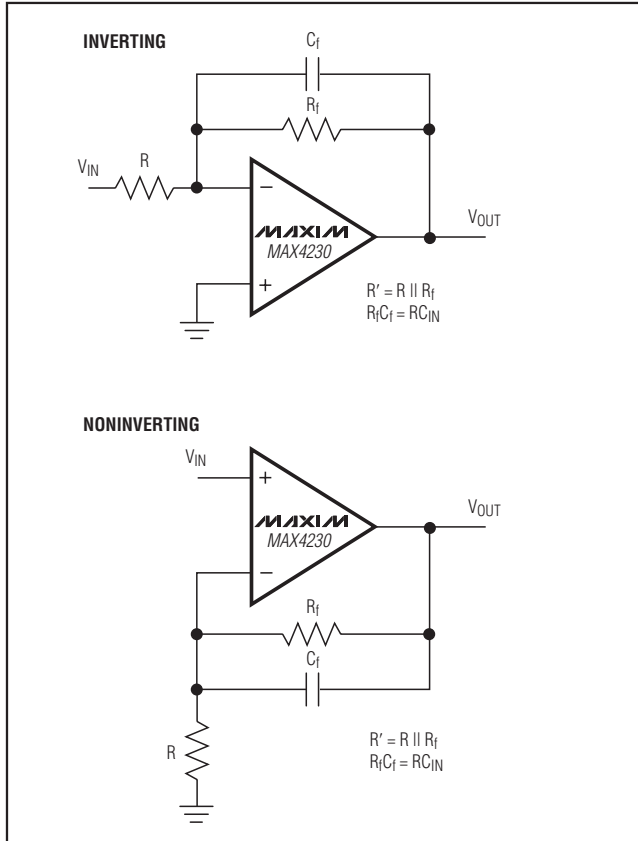 INVERTING
Cf
Rf
R
VIN
−
MAXIM
MAX4230
+
VOUT
R′ = R || Rf
RfCf = RCIN
NONINVERTING
VIN
+
VOUT
MAXIM
MAX4230
−
Rf
Cf
R
R′ = R || Rf
RfCf = RCIN